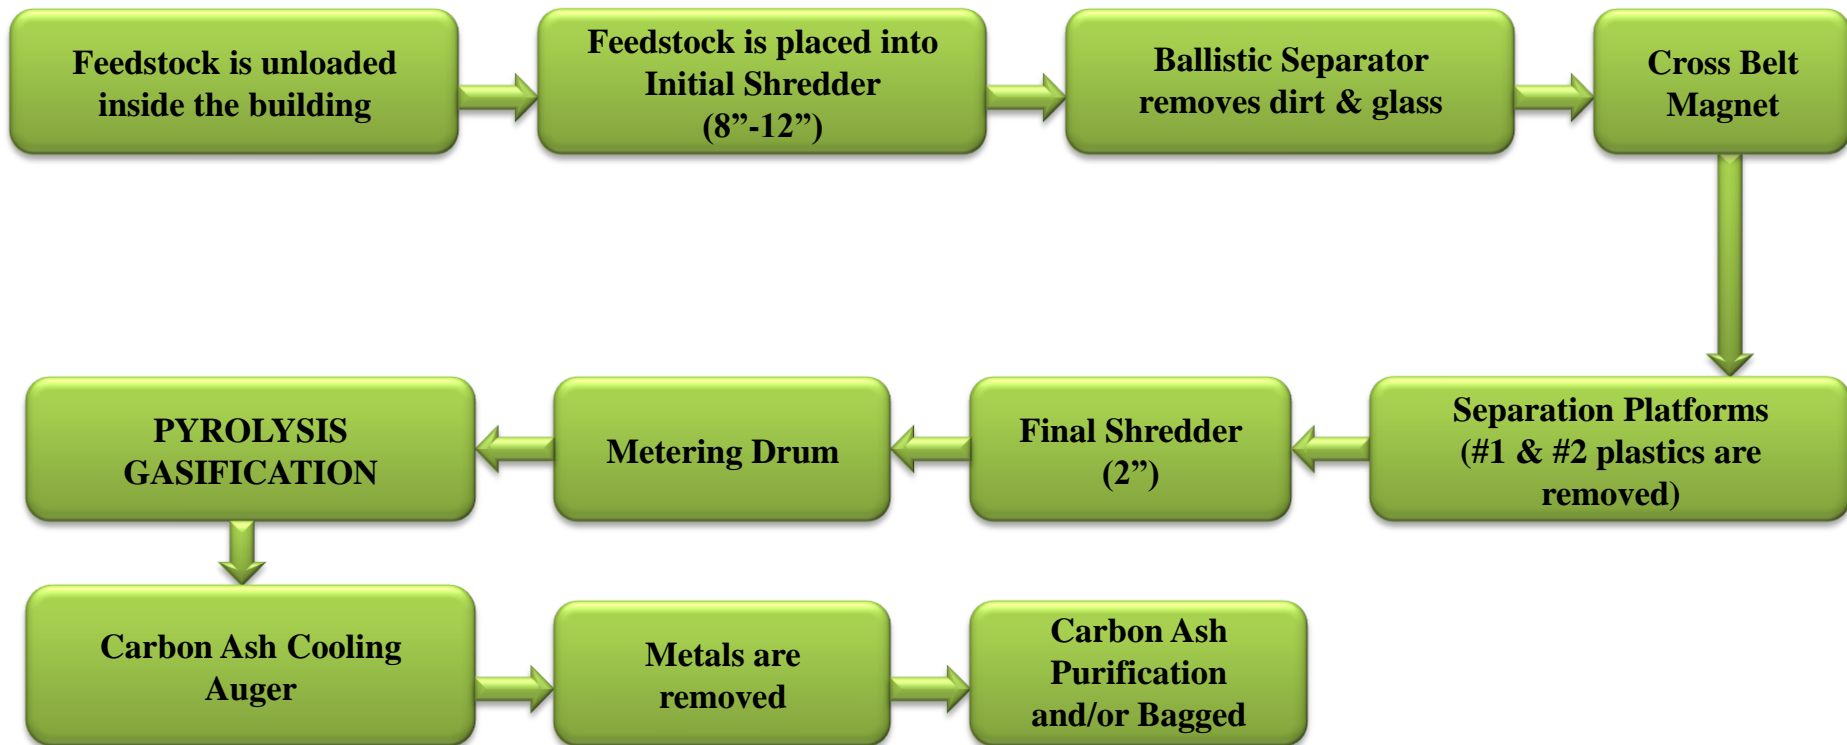 Feedstock is unloaded
inside the building
Feedstock is placed into
Initial Shredder
(8”-12”)
Ballistic Separator
removes dirt & glass
Cross Belt
Magnet
Separation Platforms
(#1 & #2 plastics are
removed)
Final Shredder
(2”)
Metering Drum
PYROLYSIS
GASIFICATION
Carbon Ash Cooling
Auger
Metals are
removed
Carbon Ash
Purification
and/or Bagged